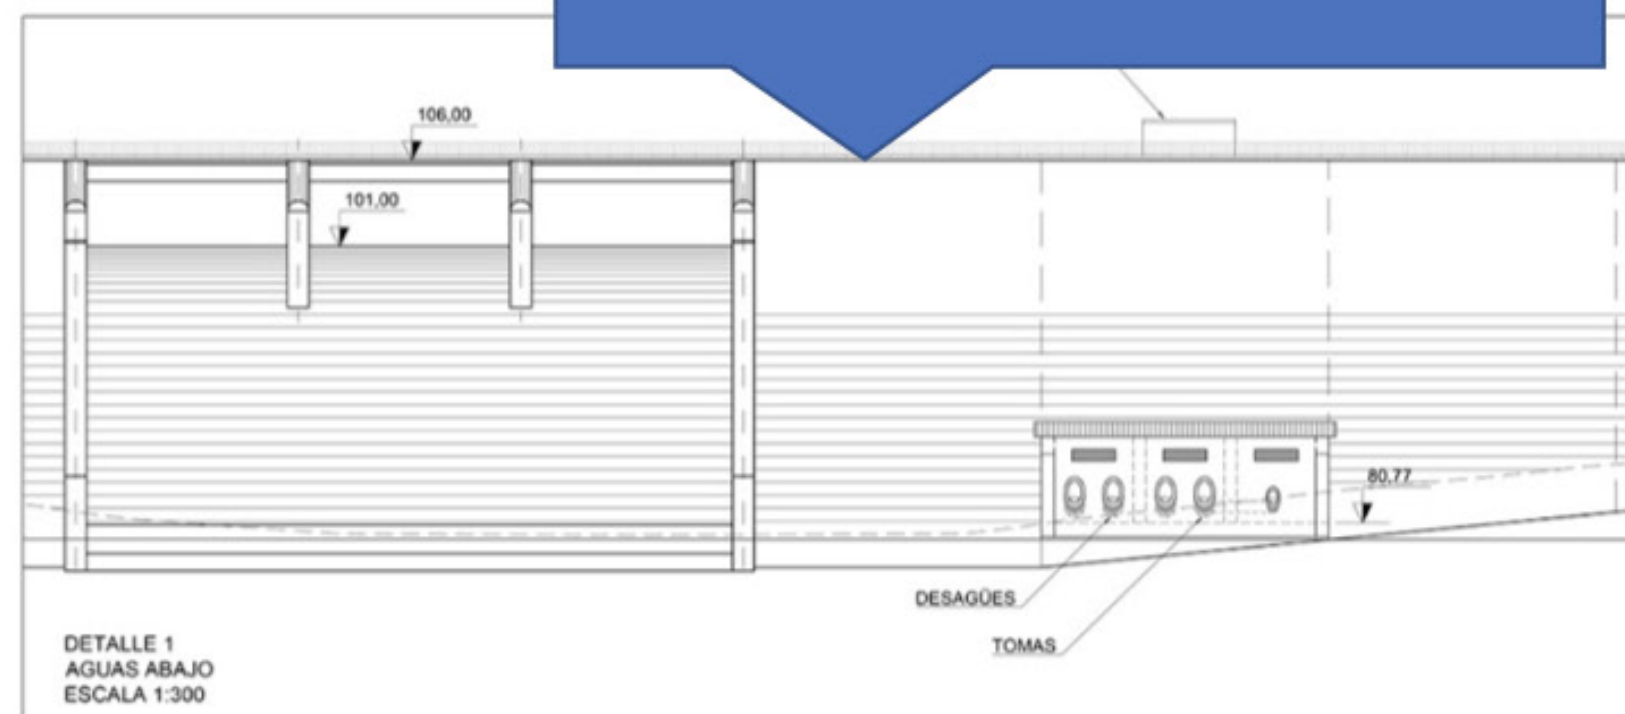 106,00
101,00
80,77
DESAGÜES
TOMAS
DETALLE 1
AGUAS ABAJO
ESCALA 1:300